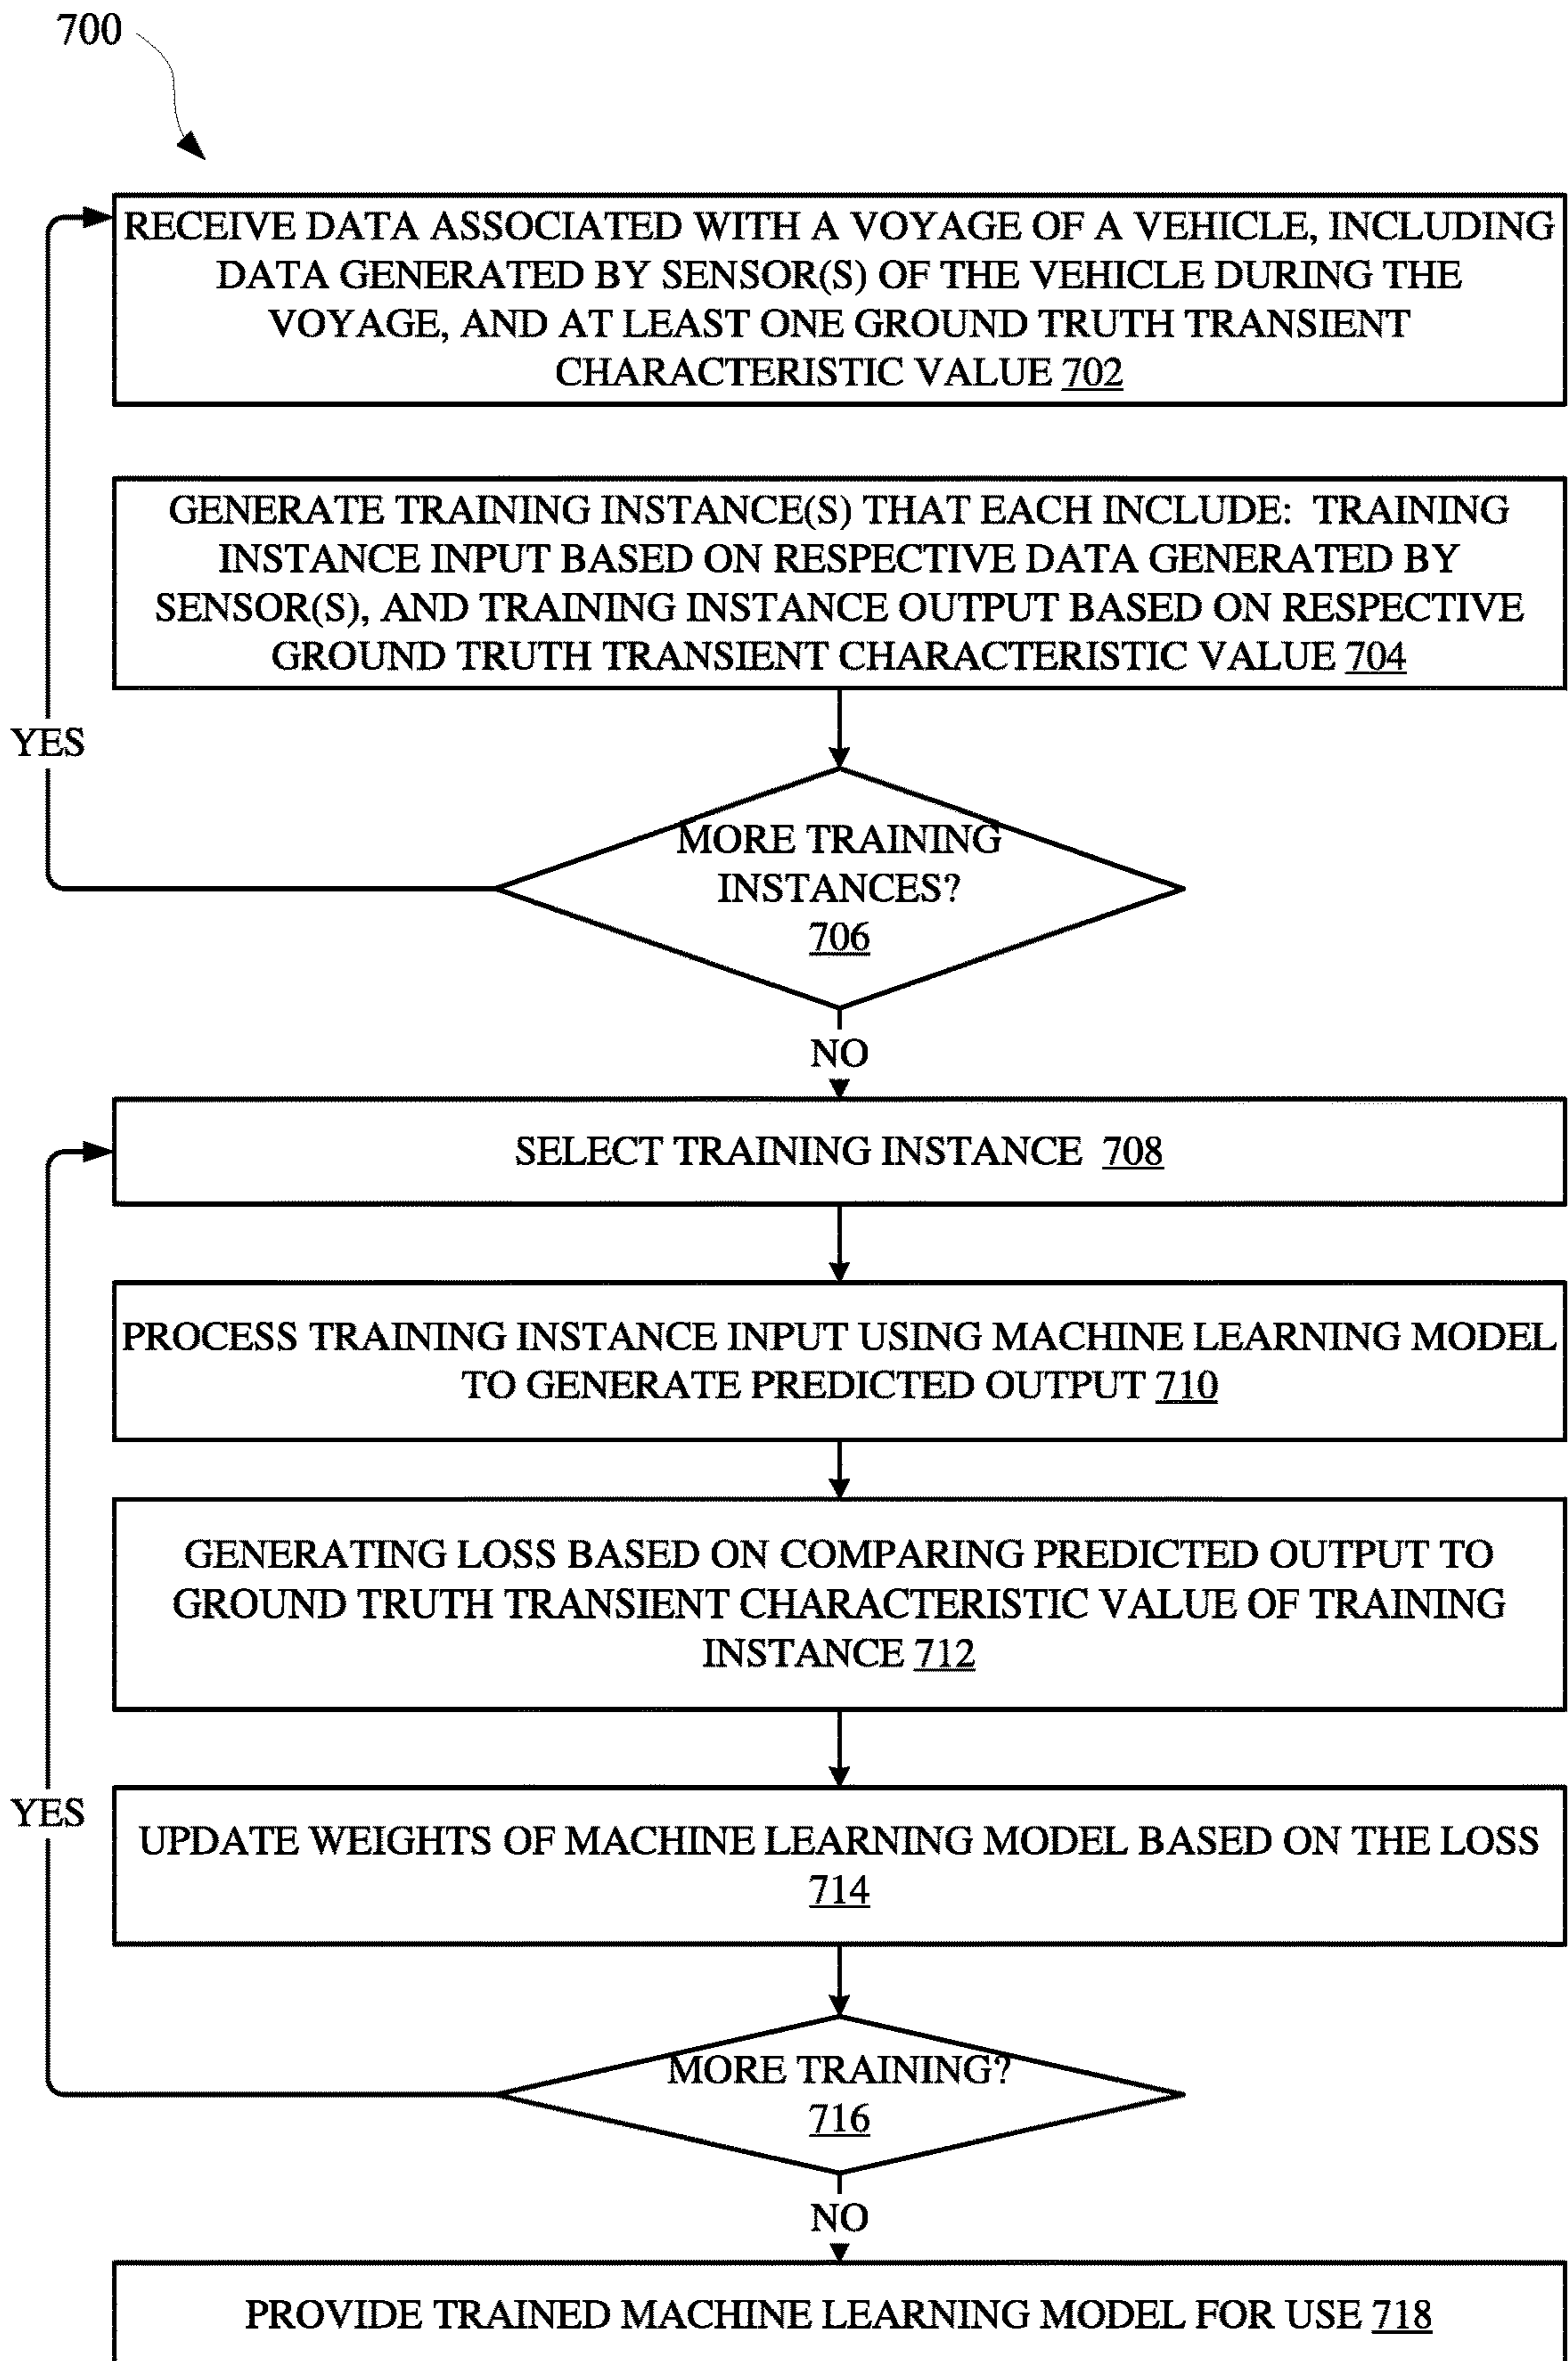 700
RECEIVE DATA ASSOCIATED WITH A VOYAGE OF A VEHICLE, INCLUDING
DATA GENERATED BY SENSOR(S) OF THE VEHICLE DURING THE
VOYAGE, AND AT LEAST ONE GROUND TRUTH TRANSIENT
CHARACTERISTIC VALUE 702
GENERATE TRAINING INSTANCE(S) THAT EACH INCLUDE: TRAINING
INSTANCE INPUT BASED ON RESPECTIVE DATA GENERATED BY
SENSOR(S), AND TRAINING INSTANCE OUTPUT BASED ON RESPECTIVE
GROUND TRUTH TRANSIENT CHARACTERISTIC VALUE 704
YES
MORE TRAINING
INSTANCES?
706
NO
SELECT TRAINING INSTANCE 708
PROCESS TRAINING INSTANCE INPUT USING MACHINE LEARNING MODEL
TO GENERATE PREDICTED OUTPUT 710
GENERATING LOSS BASED ON COMPARING PREDICTED OUTPUT TO
GROUND TRUTH TRANSIENT CHARACTERISTIC VALUE OF TRAINING
INSTANCE 712
YES
UPDATE WEIGHTS OF MACHINE LEARNING MODEL BASED ON THE LOSS
714
MORE TRAINING?
716
NO
PROVIDE TRAINED MACHINE LEARNING MODEL FOR USE 718